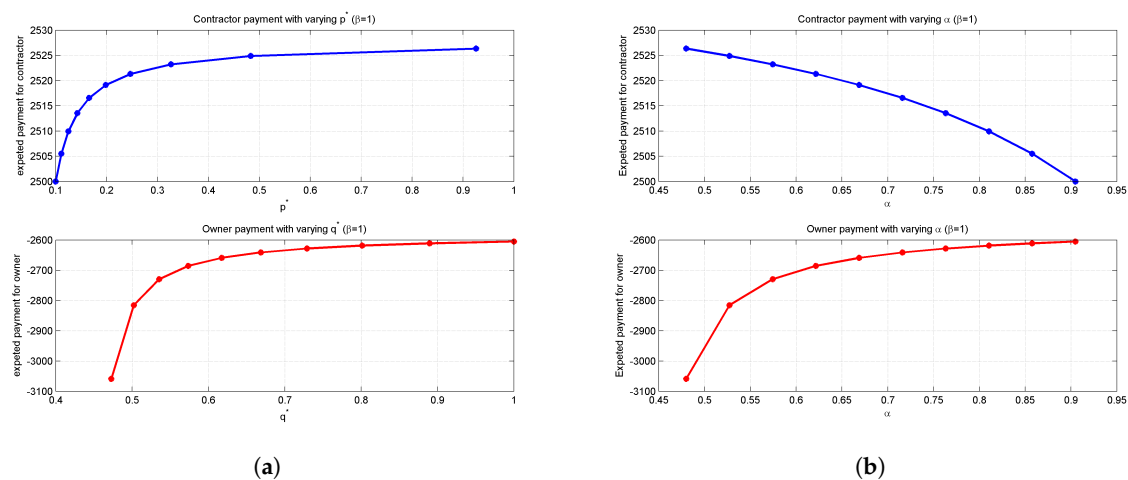 Contractor payment with varying p* (β=1)
expeted payment for contractor
2530
2525
2520
2515
2510
2505
2500
0.1 0.2 0.3 0.4 0.5 0.6 0.7 0.8 0.9 1
p*
Owner payment with varying q* (β=1)
expeted payment for owner
-2600
-2700
-2800
-2900
-3000
-3100
0.4 0.5 0.6 0.7 0.8 0.9 1
q*
(a)
Contractor payment with varying α (β=1)
Expeted payment for contractor
2530
2525
2520
2515
2510
2505
2500
0.45 0.5 0.55 0.6 0.65 0.7 0.75 0.8 0.85 0.9 0.95
α
Owner payment with varying α (β=1)
Expeted payment for owner
-2600
-2700
-2800
-2900
-3000
-3100
0.45 0.5 0.55 0.6 0.65 0.7 0.75 0.8 0.85 0.9 0.95
α
(b)